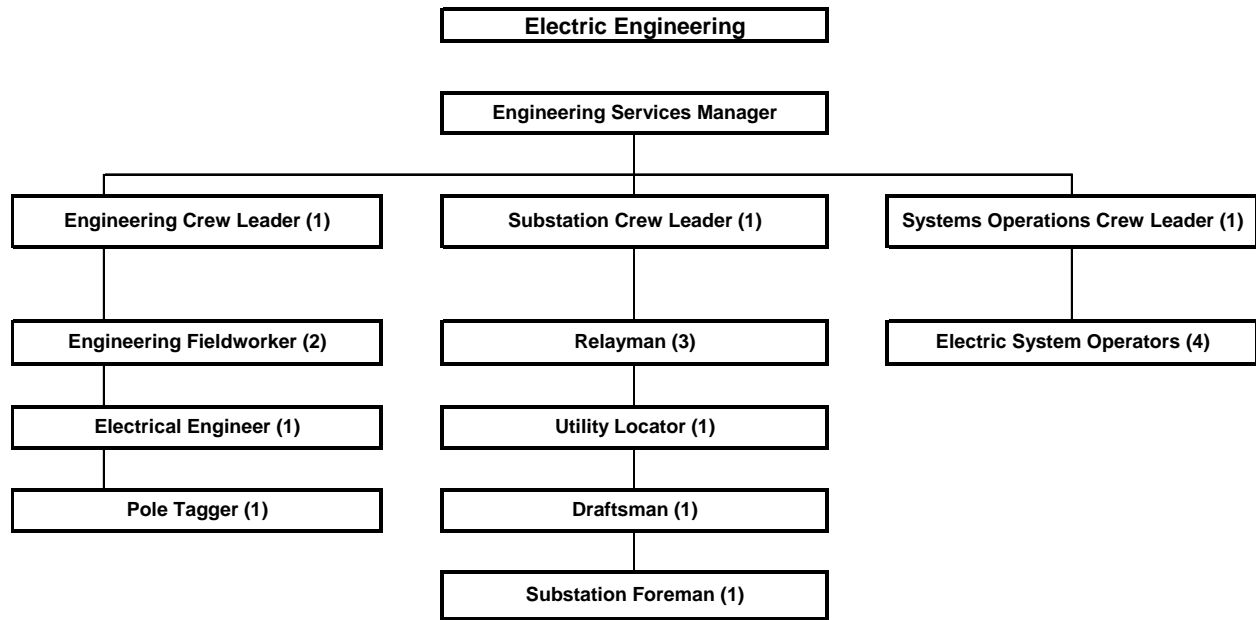 Electric Engineering
Engineering Services Manager
Engineering Crew Leader (1)
Substation Crew Leader (1)
Systems Operations Crew Leader (1)
Engineering Fieldworker (2)
Relayman (3)
Electric System Operators (4)
Electrical Engineer (1)
Utility Locator (1)
Pole Tagger (1)
Draftsman (1)
Substation Foreman (1)